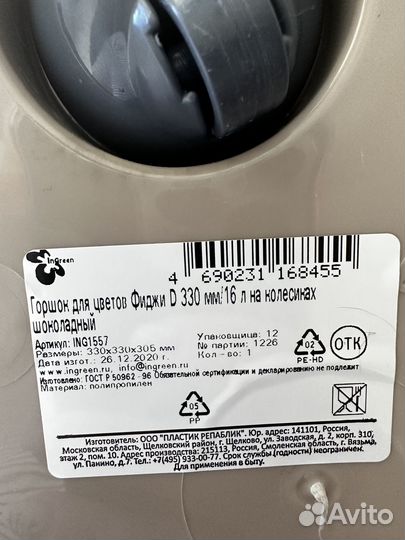 InGreen
4 690231 168455
Горшок для цветов Фиджи D 330 мм/16 л на колесиках
шоколадный
Артикул: ING1557
Размеры: 330х330х305 мм
Дата изгот.: 26.12.2020 г.
www.ingreen.ru, info@ingreen.ru
Упаковщица: 12
№ партии: 1226
Кол-во: 1
02
PE-HD
ОТК
Изготовлено: ГОСТ Р 50962 - 96 Обязательной сертификации и декларированию не подлежит
Материал: полипропилен
05
PP
Изготовитель: ООО "ПЛАСТИК РЕПАБЛИК". Юр. адрес: 141101, Россия,
Московская область, Щелковский район, г. Щелково, ул. Заводская, д. 2, корп. 310,
этаж 2, пом. 10. Адрес производства: 215113, Россия, Смоленская область, г. Вязьма,
ул. Панино, д.7. Тел.+7(495) 933-00-77. Срок службы(годности) неограничен.
Для применения в быту.
Avito